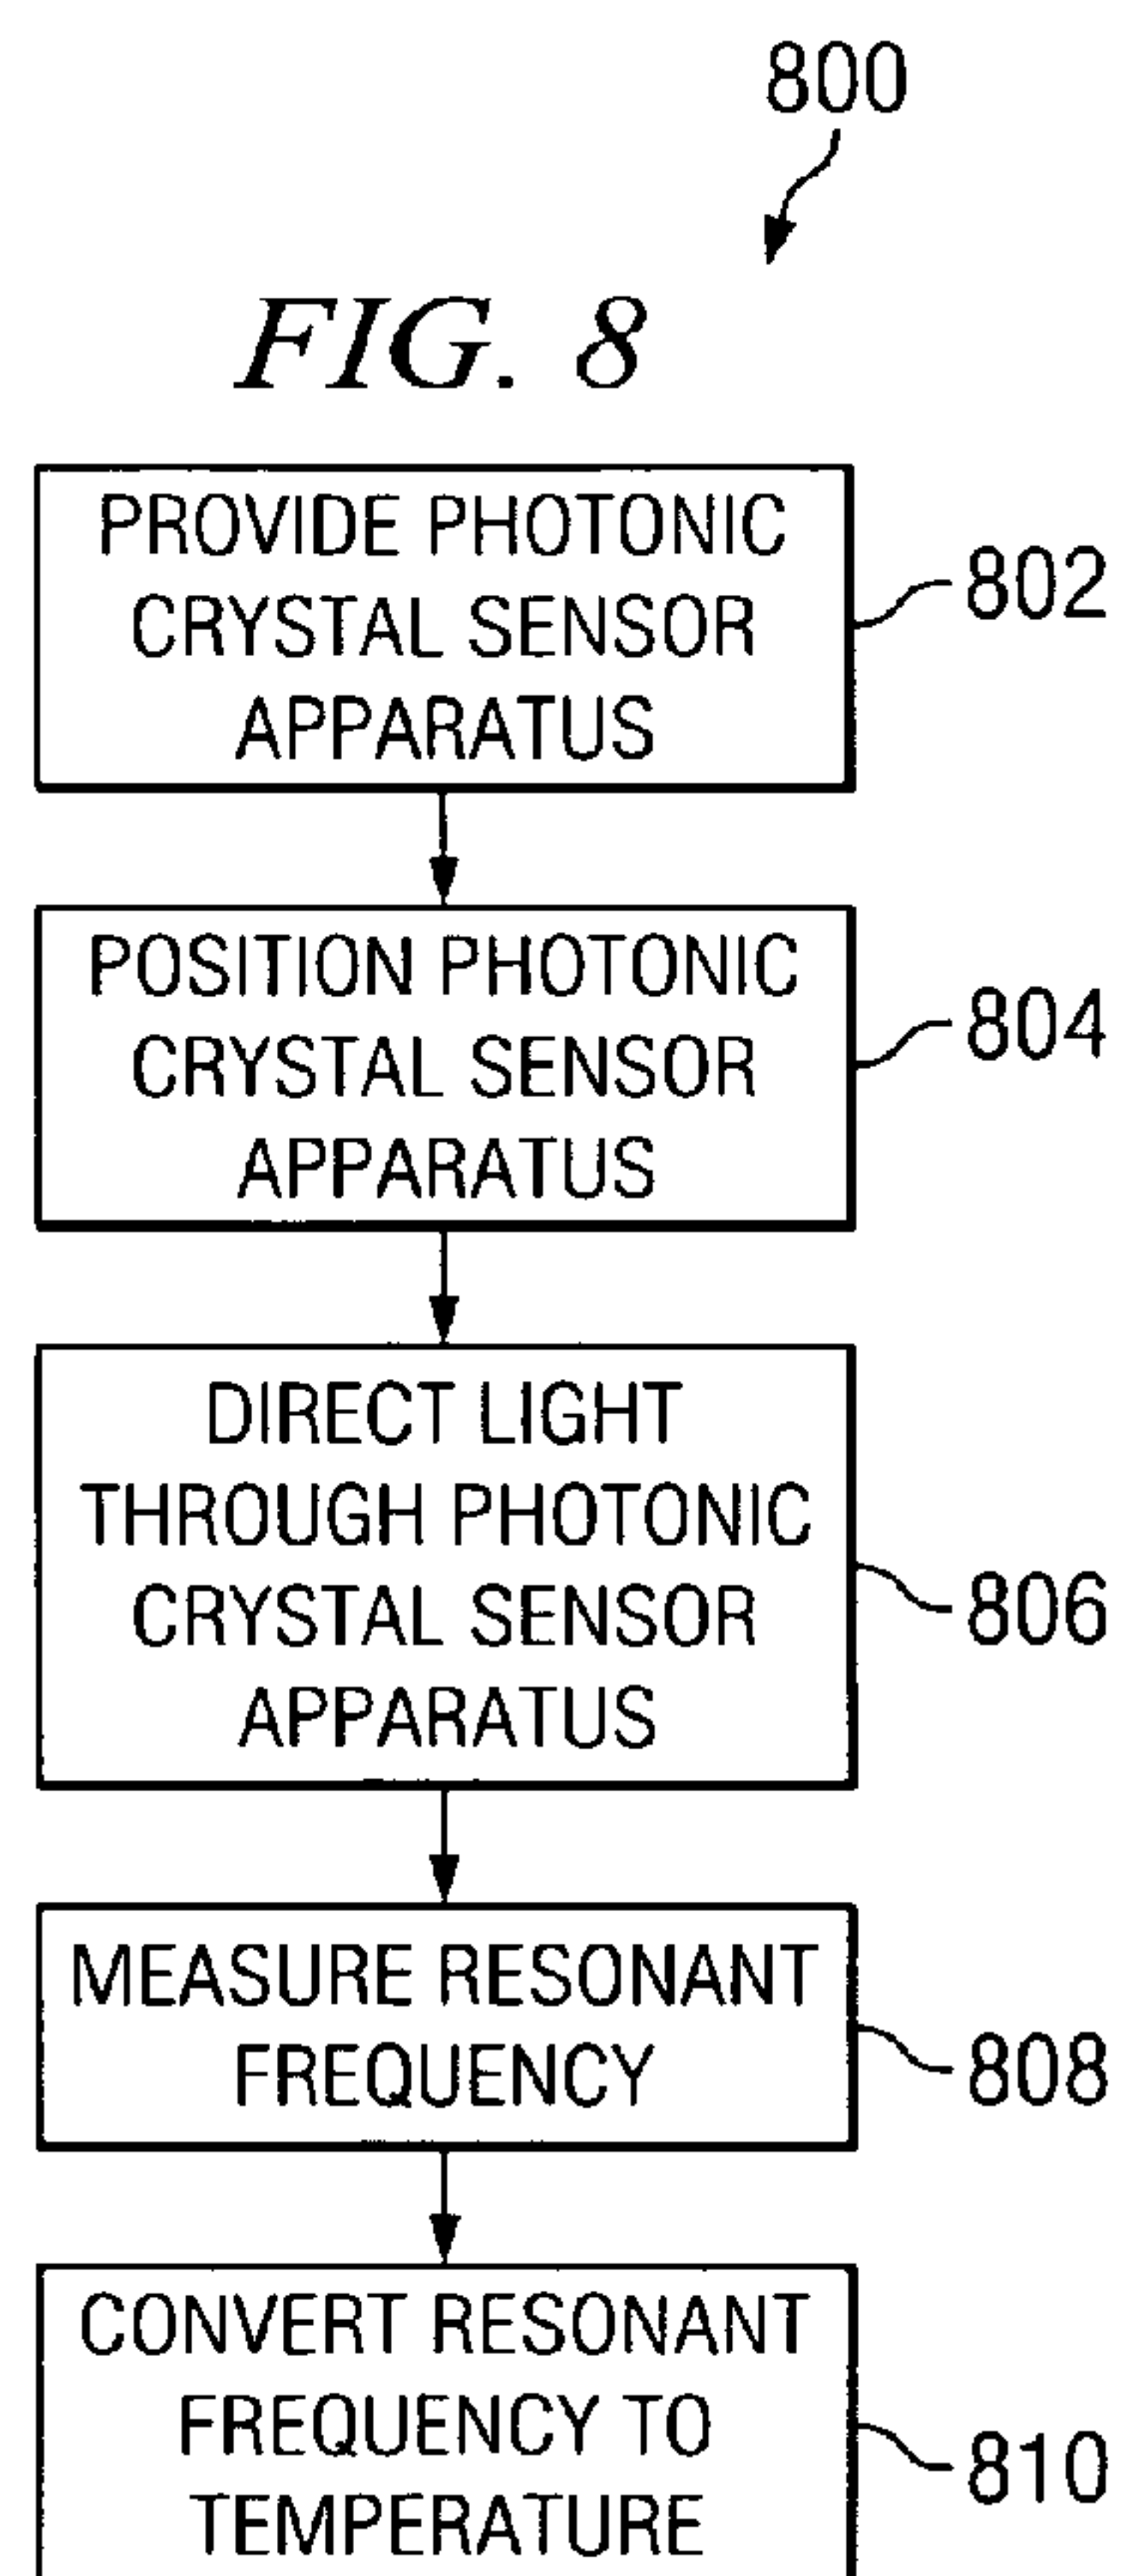 800
FIG. 8
PROVIDE PHOTONIC
CRYSTAL SENSOR
APPARATUS
802
POSITION PHOTONIC
CRYSTAL SENSOR
APPARATUS
804
DIRECT LIGHT
THROUGH PHOTONIC
CRYSTAL SENSOR
APPARATUS
806
MEASURE RESONANT
FREQUENCY
808
CONVERT RESONANT
FREQUENCY TO
TEMPERATURE
810